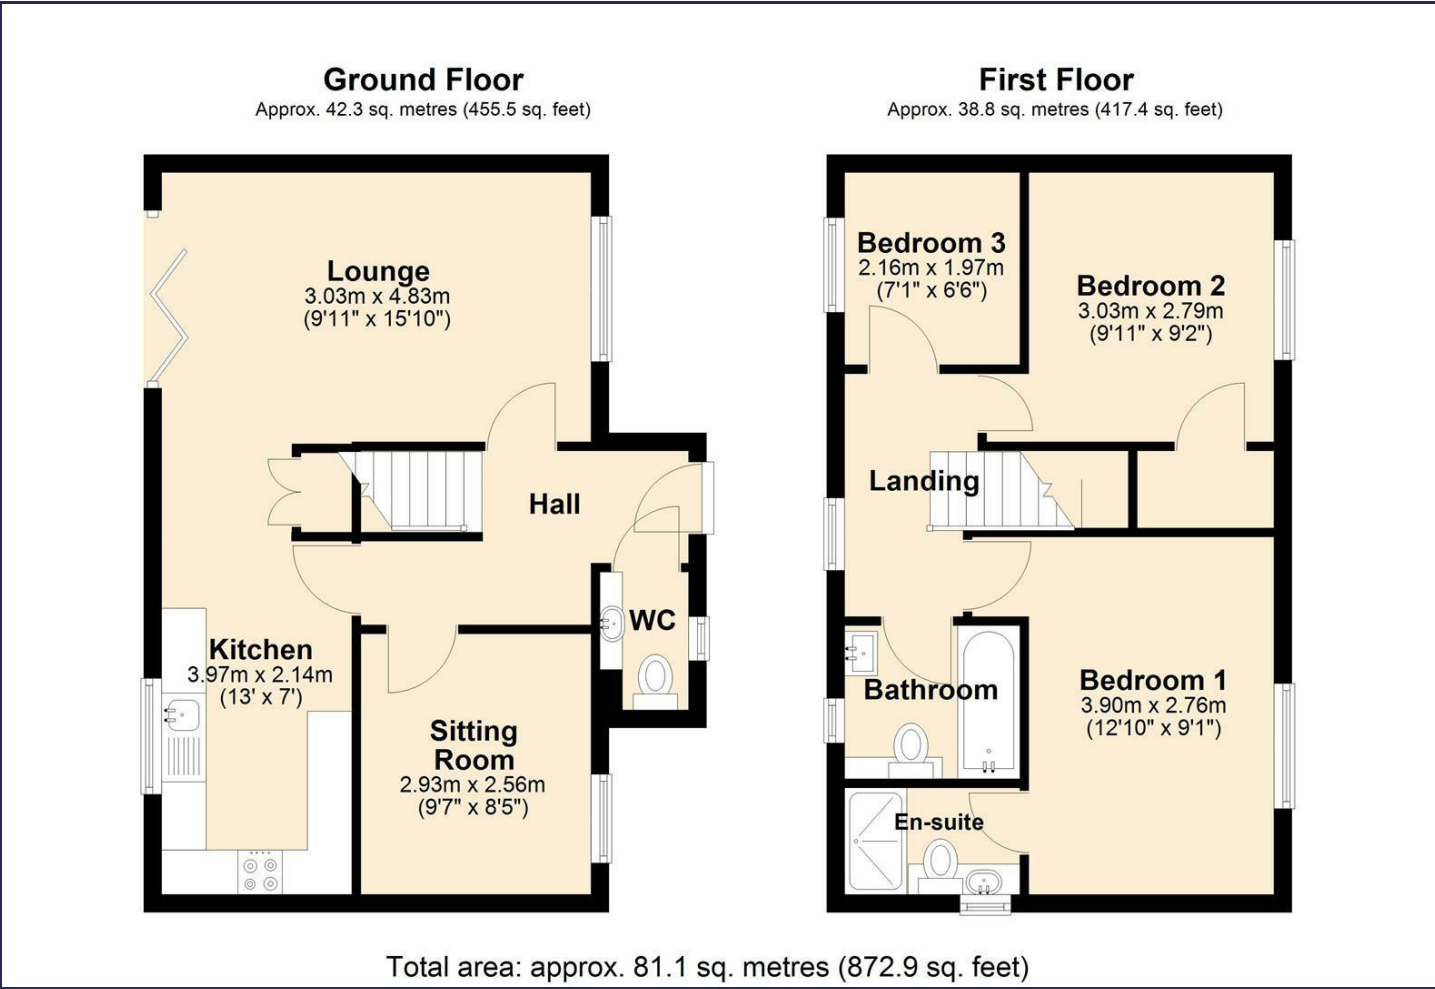 Ground Floor
Approx. 42.3 sq. metres (455.5 sq. feet)
Lounge
3.03m x 4.83m
(9'11" x 15'10")
Hall
WC
Kitchen
3.97m x 2.14m
(13' x 7')
Sitting
Room
2.93m x 2.56m
(9'7" x 8'5")
First Floor
Approx. 38.8 sq. metres (417.4 sq. feet)
Bedroom 3
2.16m x 1.97m
(7'1" x 6'6")
Bedroom 2
3.03m x 2.79m
(9'11" x 9'2")
Landing
Bathroom
Bedroom 1
3.90m x 2.76m
(12'10" x 9'1")
En-suite
Total area: approx. 81.1 sq. metres (872.9 sq. feet)